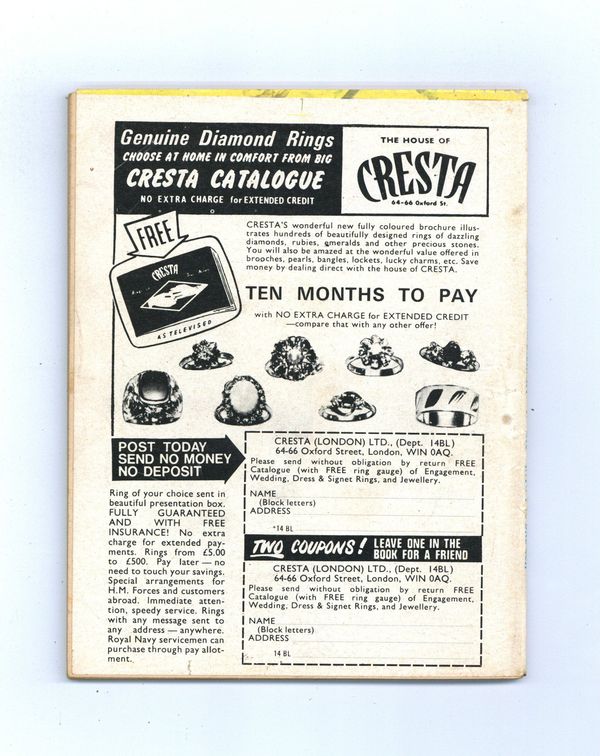 Genuine Diamond Rings
CHOOSE AT HOME IN COMFORT FROM BIG
CRESTA CATALOGUE
NO EXTRA CHARGE for EXTENDED CREDIT
THE HOUSE OF
CRESTA
64-66 Oxford St.
FREE
CRESTA
AS TELEVISED
CRESTA'S wonderful new fully coloured brochure illus-
trates hundreds of beautifully designed rings of dazzling
diamonds, rubies, emeralds and other precious stones.
You will also be amazed at the wonderful value offered in
brooches, pearls, bangles, lockets, lucky charms, etc. Save
money by dealing direct with the house of CRESTA.
TEN MONTHS TO PAY
with NO EXTRA CHARGE for EXTENDED CREDIT
—compare that with any other offer!
POST TODAY
SEND NO MONEY
NO DEPOSIT
Ring of your choice sent in
beautiful presentation box.
FULLY GUARANTEED
AND WITH FREE
INSURANCE! No extra
charge for extended pay-
ments. Rings from £5.00
to £500. Pay later — no
need to touch your savings.
Special arrangements for
H.M. Forces and customers
abroad. Immediate atten-
tion, speedy service. Rings
with any message sent to
any address — anywhere.
Royal Navy servicemen can
purchase through pay allot-
ment.
CRESTA (LONDON) LTD., (Dept. 14BL)
64-66 Oxford Street, London, WIN 0AQ.
Please send without obligation by return FREE
Catalogue (with FREE ring gauge) of Engagement,
Wedding, Dress & Signet Rings, and Jewellery.
NAME
(Block letters)
ADDRESS
*14 BL
TWO COUPONS! LEAVE ONE IN THE
BOOK FOR A FRIEND
CRESTA (LONDON) LTD., (Dept. 14BL)
64-66 Oxford Street, London, WIN 0AQ.
Please send without obligation by return FREE
Catalogue (with FREE ring gauge) of Engagement,
Wedding, Dress & Signet Rings, and Jewellery.
NAME
(Block letters)
ADDRESS
14 BL